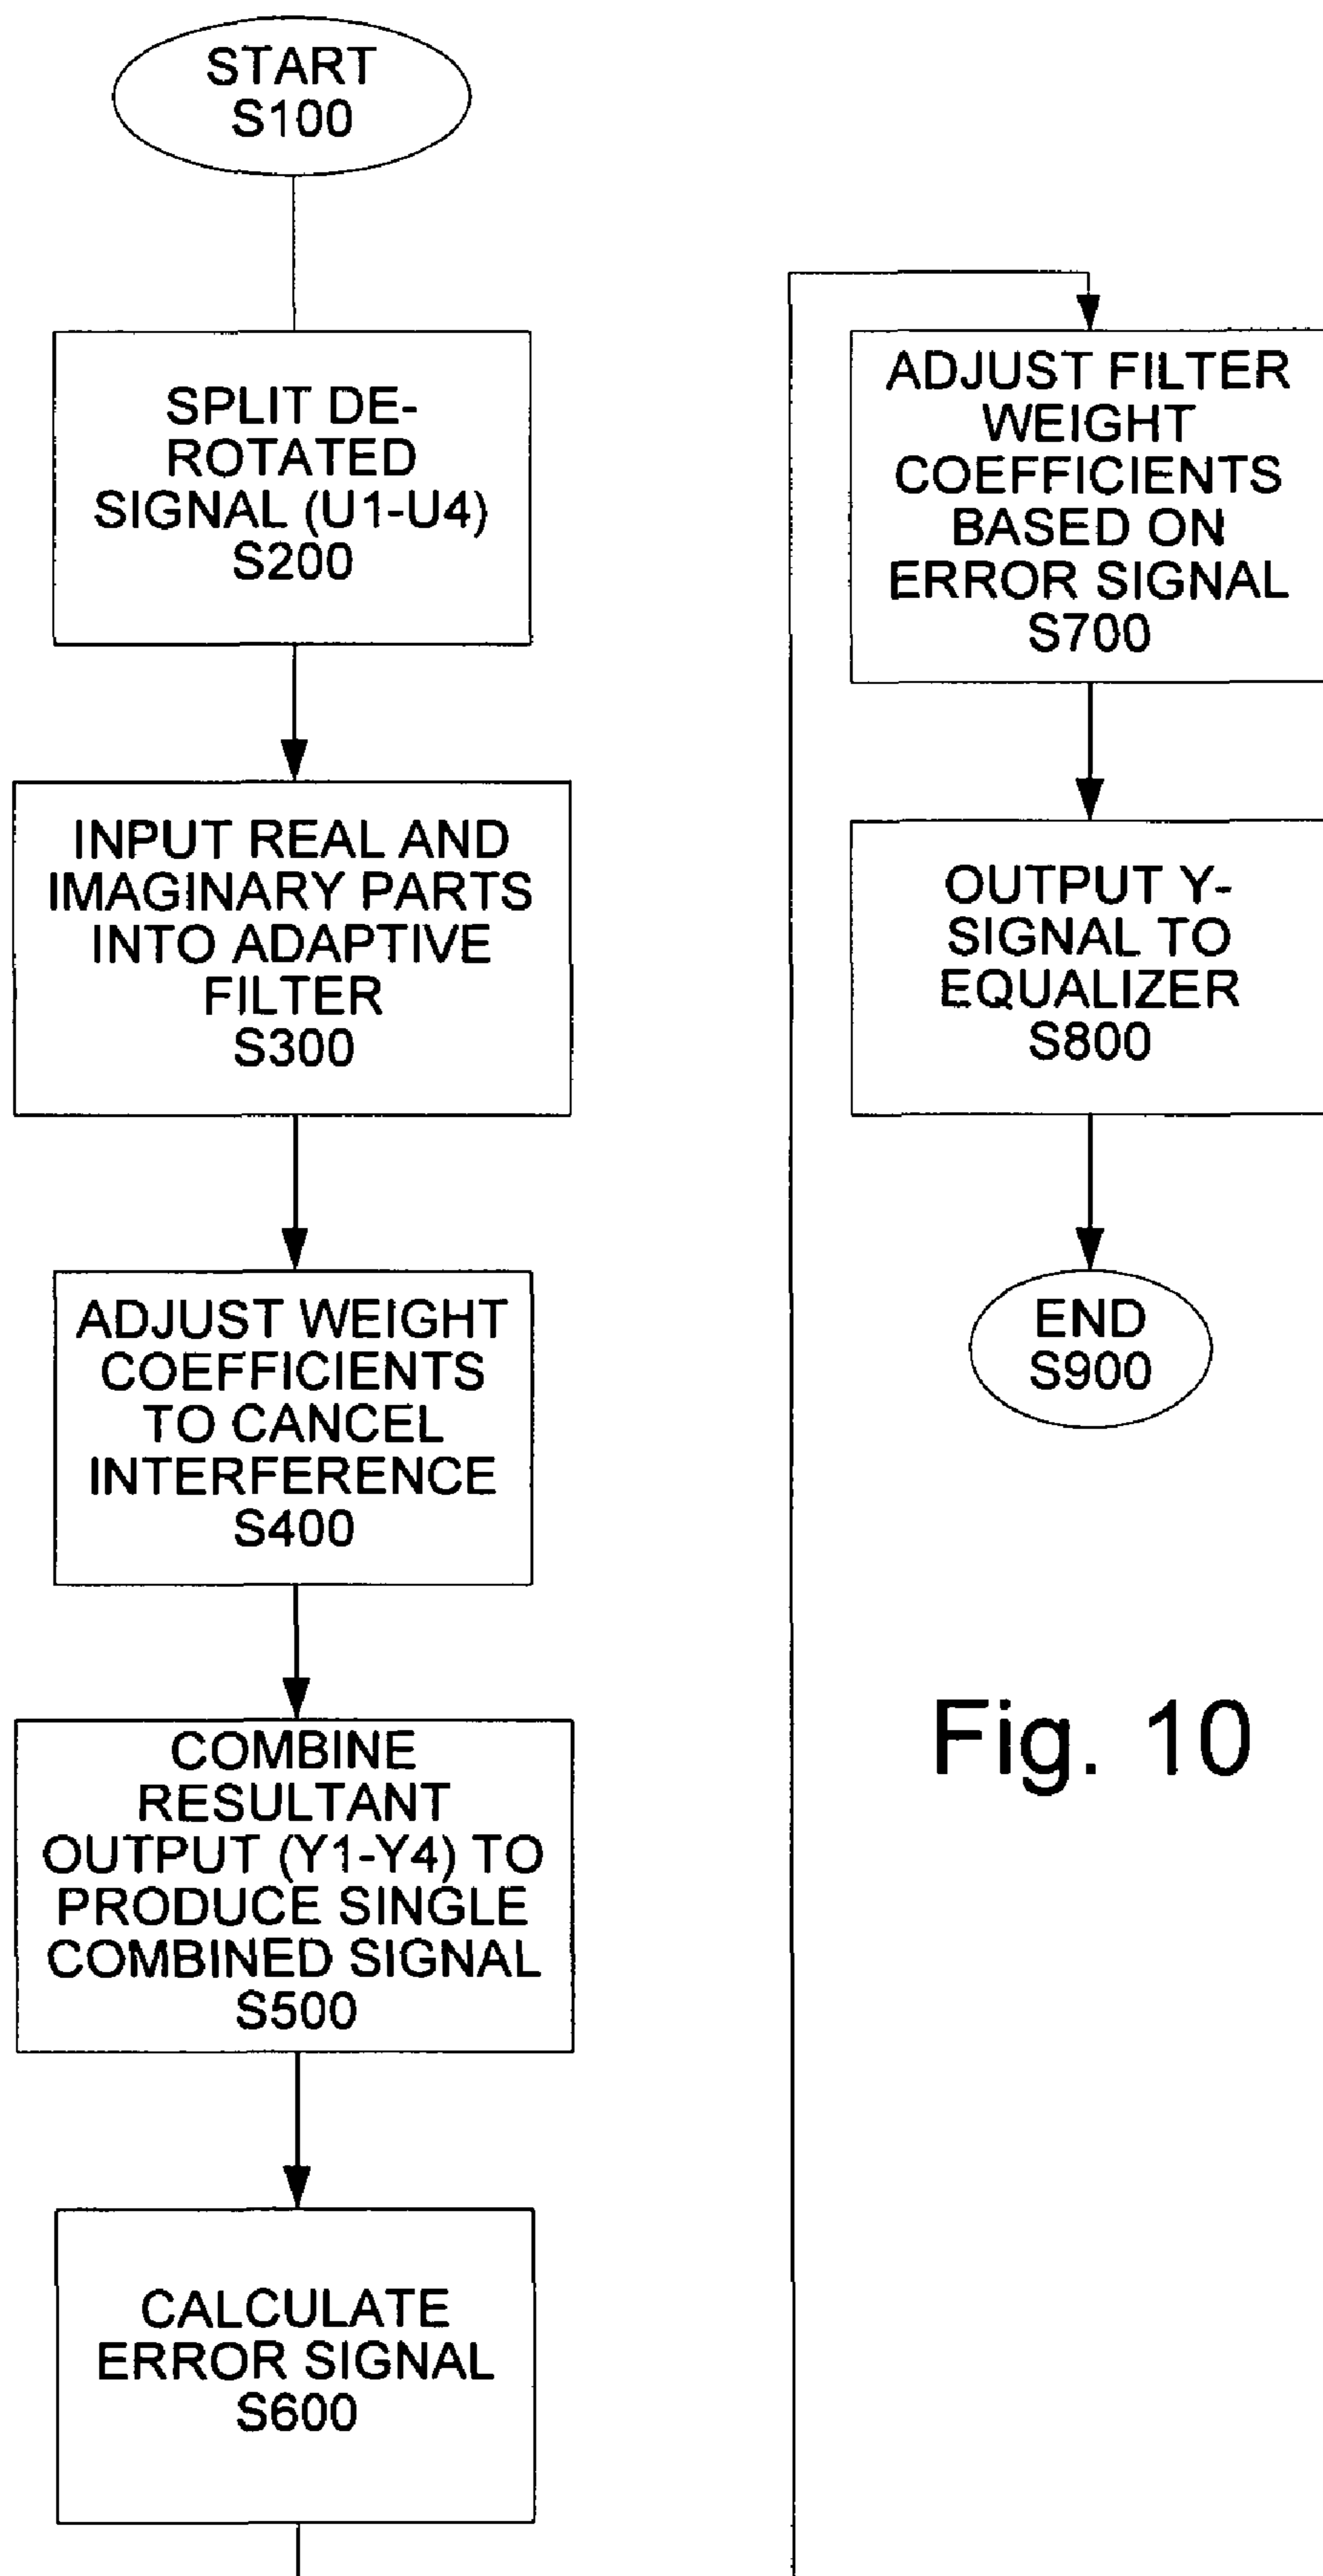 START
S100
SPLIT DE-
ROTATED
SIGNAL (U1-U4)
S200
INPUT REAL AND
IMAGINARY PARTS
INTO ADAPTIVE
FILTER
S300
ADJUST WEIGHT
COEFFICIENTS
TO CANCEL
INTERFERENCE
S400
COMBINE
RESULTANT
OUTPUT (Y1-Y4) TO
PRODUCE SINGLE
COMBINED SIGNAL
S500
CALCULATE
ERROR SIGNAL
S600
ADJUST FILTER
WEIGHT
COEFFICIENTS
BASED ON
ERROR SIGNAL
S700
OUTPUT Y-
SIGNAL TO
EQUALIZER
S800
END
S900
Fig. 10